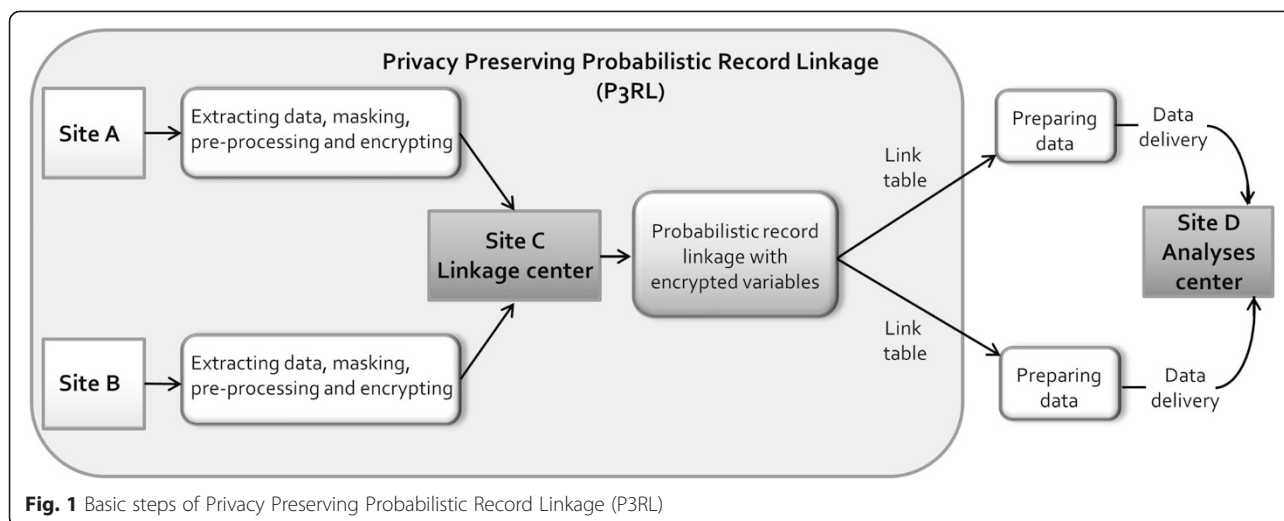 Privacy Preserving Probabilistic Record Linkage
(P3RL)
Site A
Extracting data, masking,
pre-processing and encrypting
Site B
Extracting data, masking,
pre-processing and encrypting
Site C
Linkage center
Probabilistic record
linkage with
encrypted variables
Link
table
Link
table
Preparing
data
Data
delivery
Preparing
data
Data
delivery
Site D
Analyses
center
Fig. 1 Basic steps of Privacy Preserving Probabilistic Record Linkage (P3RL)